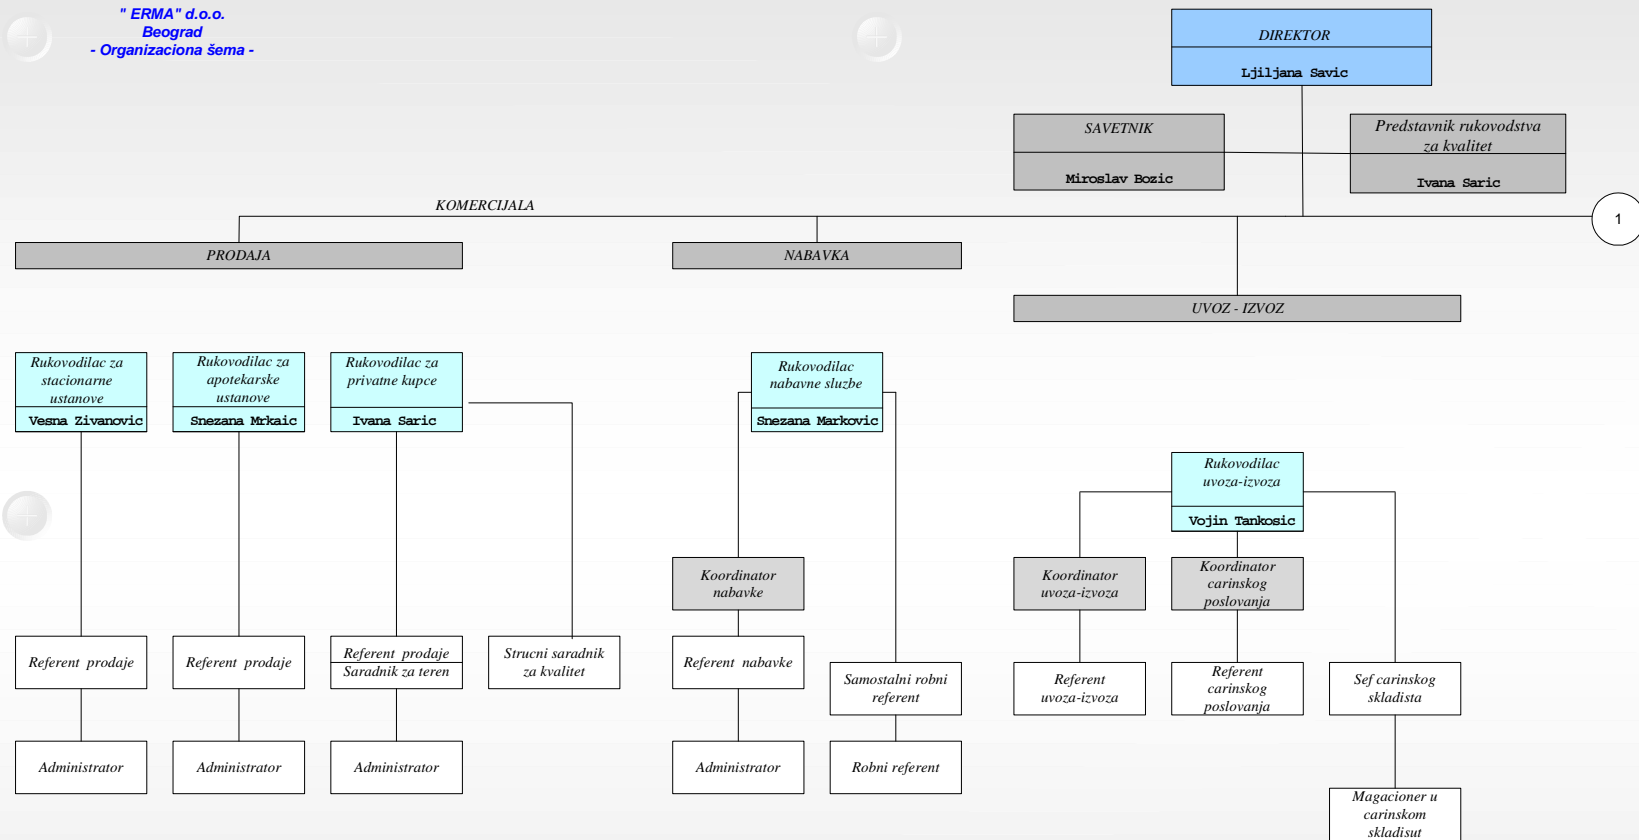 " ERMA" d.o.o.
Beograd
- Organizaciona šema -
DIREKTOR
Ljiljana Savic
SAVETNIK
Miroslav Bozic
Predstavnik rukovodstva
za kvalitet
Ivana Saric
KOMERCIJALA
1
PRODAJA
NABAVKA
UVOZ - IZVOZ
Rukovodilac za
stacionarne
ustanove
Vesna Zivanovic
Rukovodilac za
apotekarske
ustanove
Snezana Mrkaic
Rukovodilac za
privatne kupce
Ivana Saric
Rukovodilac
nabavne sluzbe
Snezana Markovic
Rukovodilac
uvoza-izvoza
Vojin Tankosic
Koordinator
nabavke
Koordinator
uvoza-izvoza
Koordinator
carinskog
poslovanja
Referent prodaje
Referent prodaje
Referent prodaje
Saradnik za teren
Strucni saradnik
za kvalitet
Referent nabavke
Samostalni robni
referent
Referent
uvoza-izvoza
Referent
carinskog
poslovanja
Sef carinskog
skladista
Administrator
Administrator
Administrator
Administrator
Robni referent
Magacioner u
carinskom
skladisut